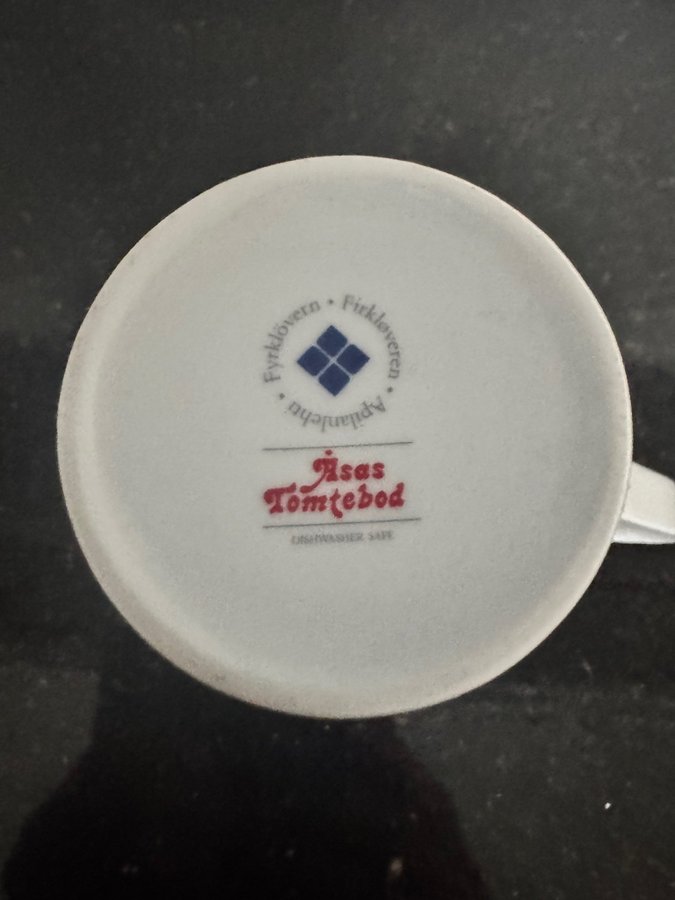 Fyrklövern • Firkløveren • Apilanlehti •
Åsas
Tomtebod
DISHWASHER SAFE